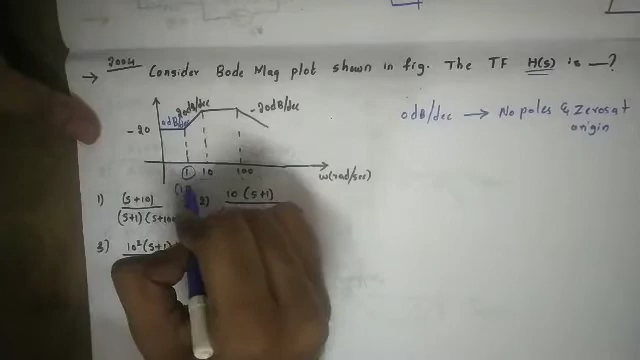 → 2004 Consider Bode Mag plot shown in fig. The TF H(s) is — ?
0 dB/dec → No poles & Zeros at
origin
20dB/dec
-20dB/dec
0dB/dec
-20
1 10 100
ω(rad/sec)
1) (s+10)
(s+1) (s+100
2) 10 (s+1)
3) 10² (s+1)